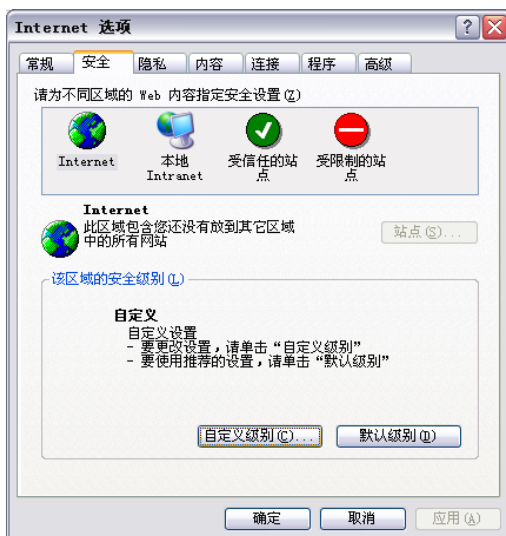 Internet 选项
常规 安全 隐私 内容 连接 程序 高级
请为不同区域的 Web 内容指定安全设置(Z)
Internet 本地 Intranet 受信任的站点 受限制的站点
Internet
此区域包含您还没有放到其它区域
中的所有网站
站点(S)...
该区域的安全级别(L)
自定义
自定义设置
- 要更改设置，请单击“自定义级别”
- 要使用推荐的设置，请单击“默认级别”
自定义级别(C)... 默认级别(D)
确定 取消 应用(A)